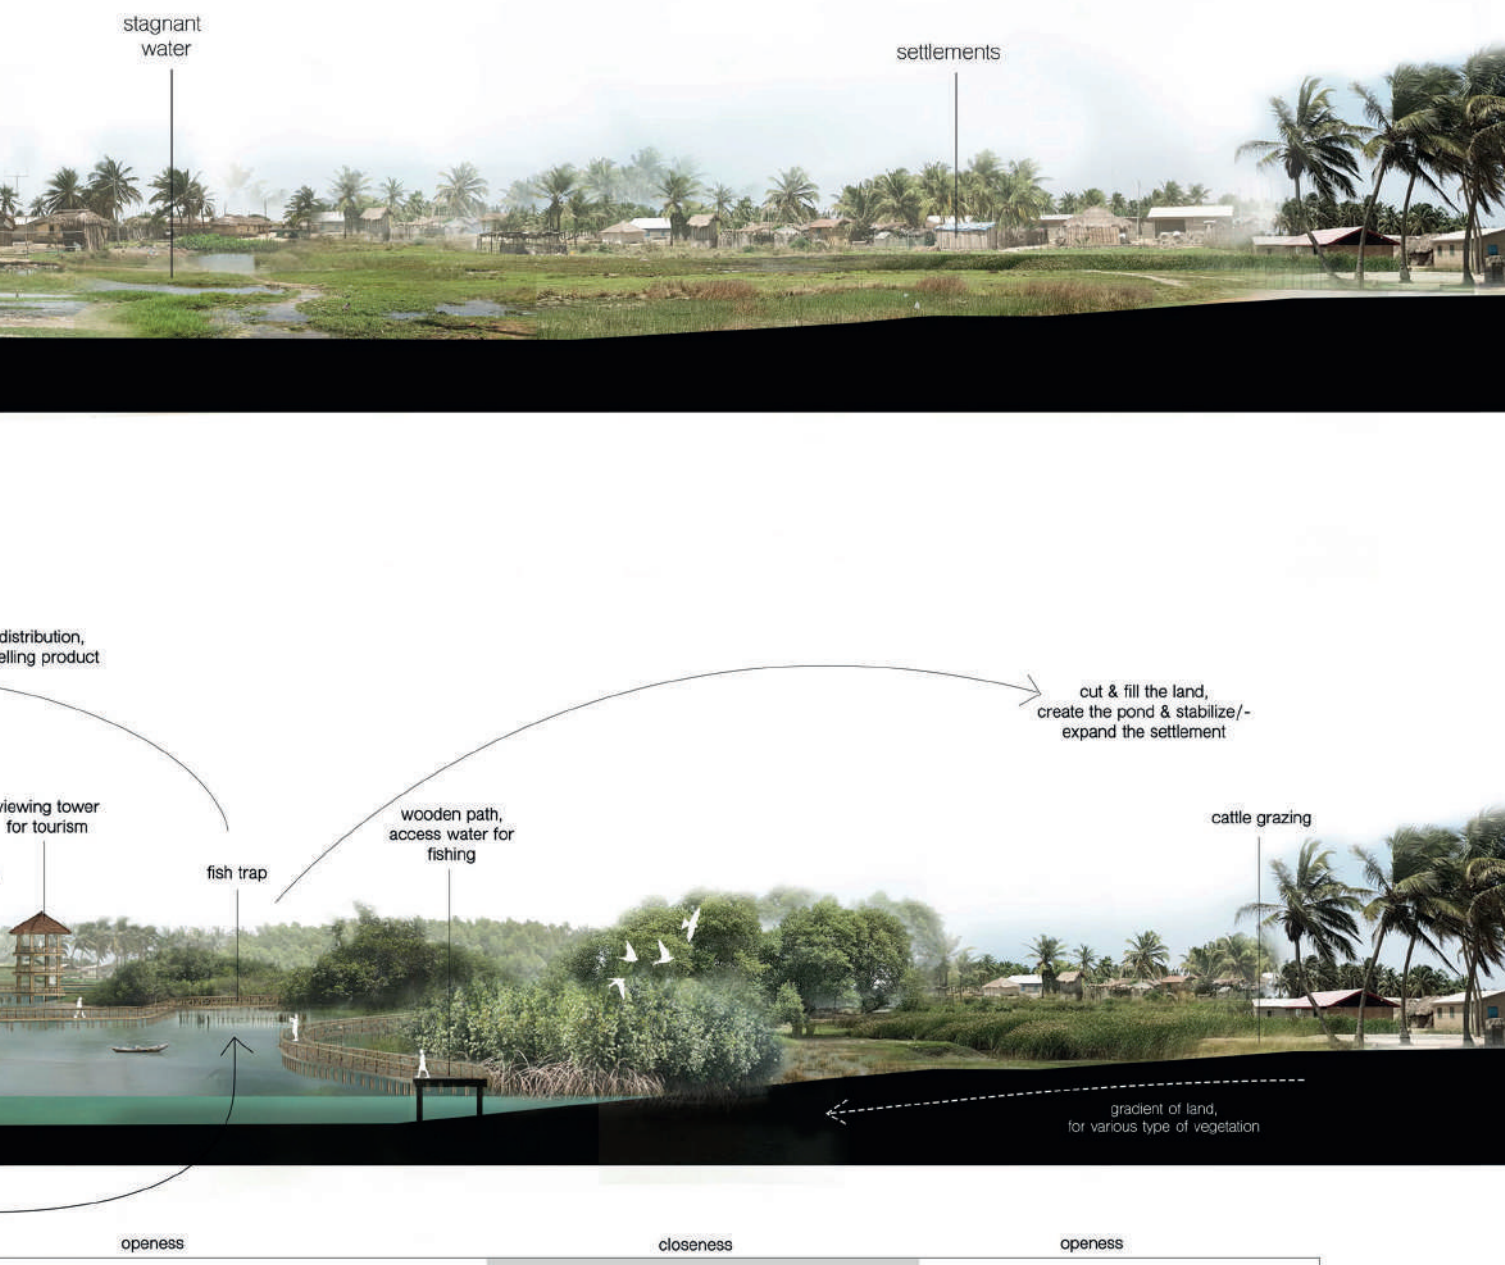 stagnant
water
settlements
distribution,
elling product
cut & fill the land,
create the pond & stabilize/-
expand the settlement
viewing tower
for tourism
wooden path,
access water for
fishing
fish trap
cattle grazing
gradient of land,
for various type of vegetation
openess
closeness
openess